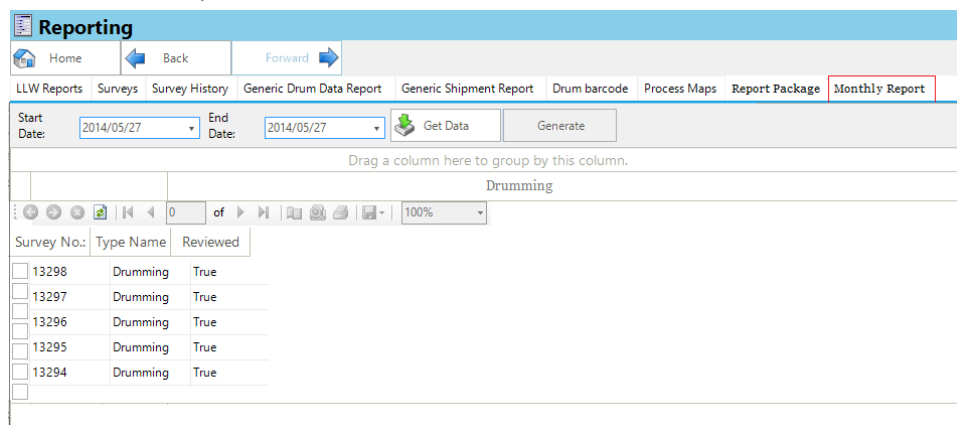 Reporting
Home Back Forward
LLW Reports Surveys Survey History Generic Drum Data Report Generic Shipment Report Drum barcode Process Maps Report Package Monthly Report
Start Date: 2014/05/27 End Date: 2014/05/27 Get Data Generate
Drag a column here to group by this column.
Drumming
0 of 100%
Survey No.: Type Name Reviewed
13298 Drumming True
13297 Drumming True
13296 Drumming True
13295 Drumming True
13294 Drumming True